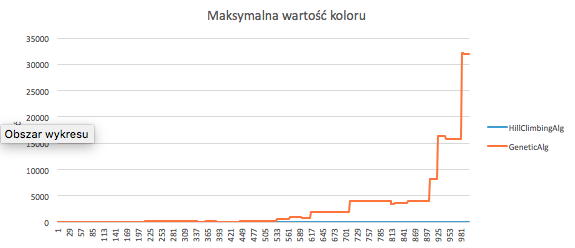 Maksymalna wartość koloru
35000
30000
25000
20000
15000
10000
5000
0
Obszar wykresu
1 29 57 85 113 141 169 197 225 253 281 309 337 365 393 421 449 477 505 533 561 589 617 645 673 701 729 757 785 813 841 869 897 925 953 981
HillClimbingAlg
GeneticAlg